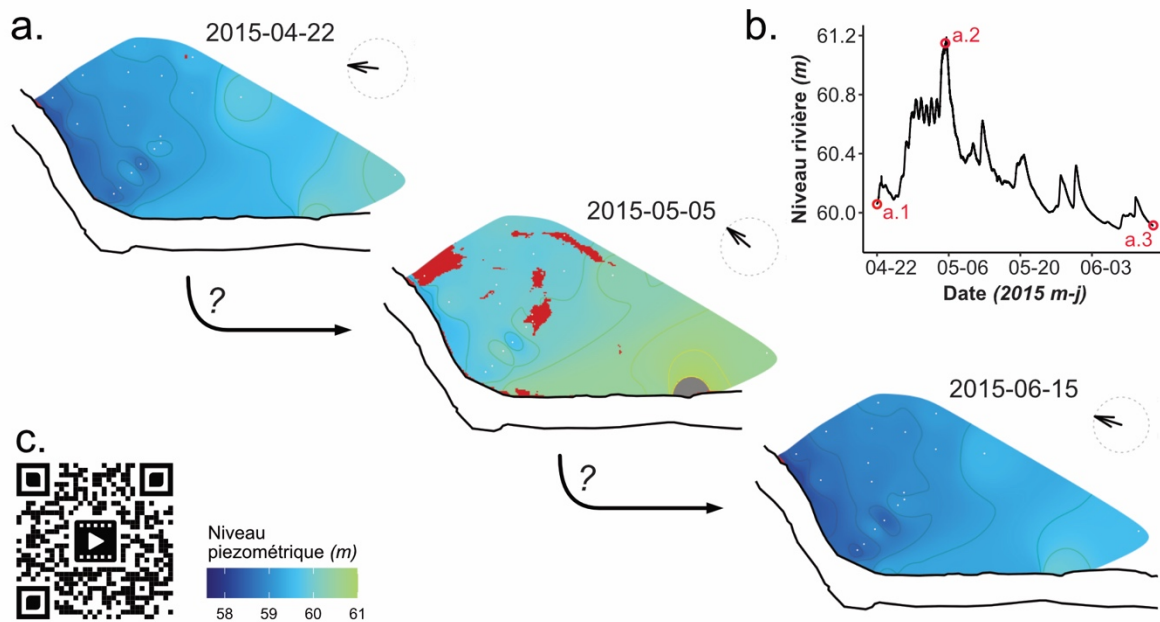 a.
2015-04-22
?
2015-05-05
?
2015-06-15
b.
Niveau rivière (m)
61.2
60.8
60.4
60.0
a.1
a.2
a.3
04-22 05-06 05-20 06-03
Date (2015 m-j)
c.
Niveau
piezométrique (m)
58 59 60 61